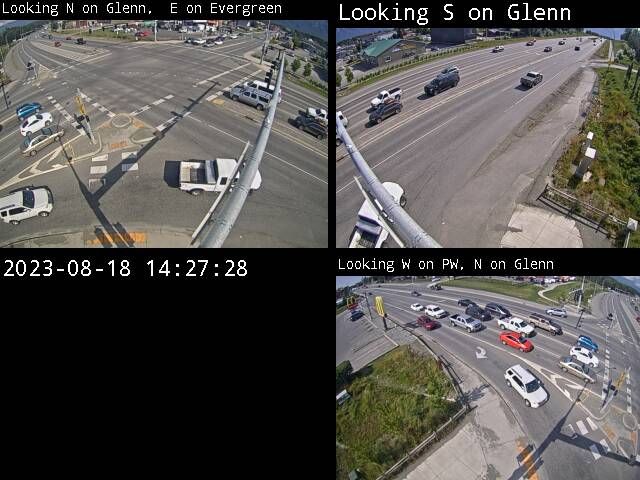 Looking N on Glenn, E on Evergreen
Looking S on Glenn
2023-08-18 14:27:28
Looking W on PW, N on Glenn